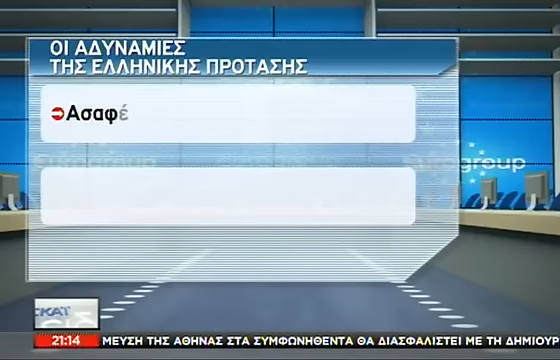 ΟΙ ΑΔΥΝΑΜΙΕΣ
ΤΗΣ ΕΛΛΗΝΙΚΗΣ ΠΡΟΤΑΣΗΣ
Ασαφέ
Eurogroup
Eurogroup
ΣΚΑΪ
21:14 ΜΕΥΣΗ ΤΗΣ ΑΘΗΝΑΣ ΣΤΑ ΣΥΜΦΩΝΗΘΕΝΤΑ ΘΑ ΔΙΑΣΦΑΛΙΣΤΕΙ ΜΕ ΤΗ ΔΗΜΙΟΥΡ